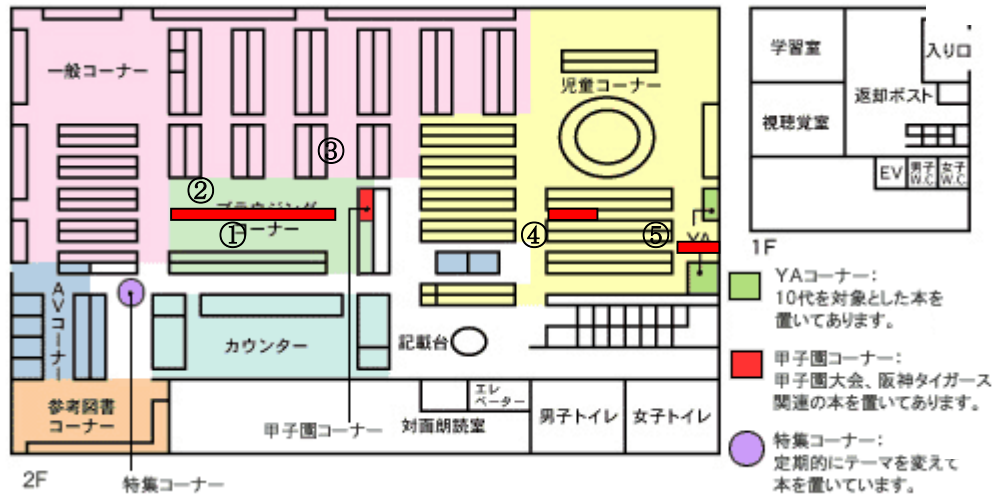 一般コーナー
児童コーナー
③
②
ブラウジング
①
コーナー
④
⑤
YA
AVコーナー
カウンター
記載台
参考図書
コーナー
甲子園コーナー
対面朗読室
エレ
ベーター
男子トイレ
女子トイレ
2F
特集コーナー
学習室
入り口
返却ポスト
視聴覚室
EV
男子
W.C.
女子
W.C.
1F
YAコーナー：
10代を対象とした本を
置いてあります。
甲子園コーナー：
甲子園大会、阪神タイガース
関連の本を置いてあります。
特集コーナー：
定期的にテーマを変えて
本を置いています。